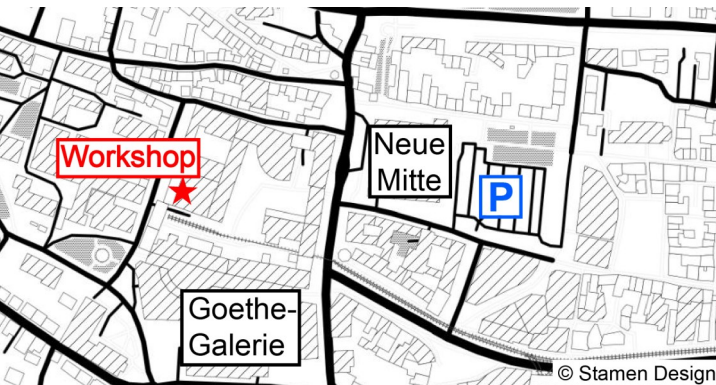 Workshop
Neue
Mitte
P
Goethe-
Galerie
© Stamen Design